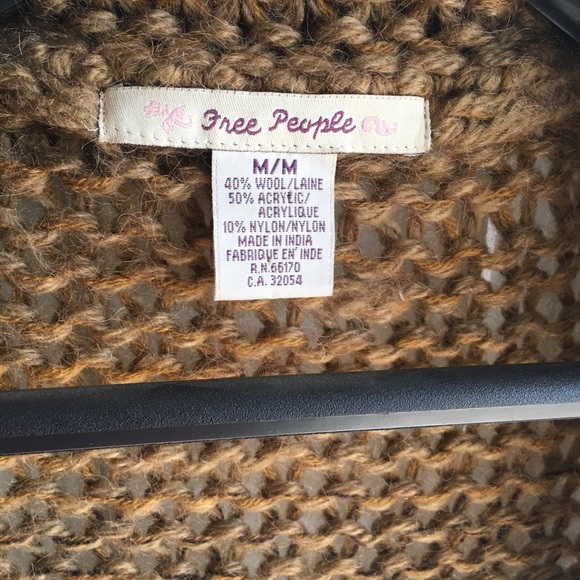 Free People
M/M
40% WOOL/LAINE
50% ACRYLIC/
ACRYLIQUE
10% NYLON/NYLON
MADE IN INDIA
FABRIQUE EN' INDE
R.N.66170
C.A. 32054